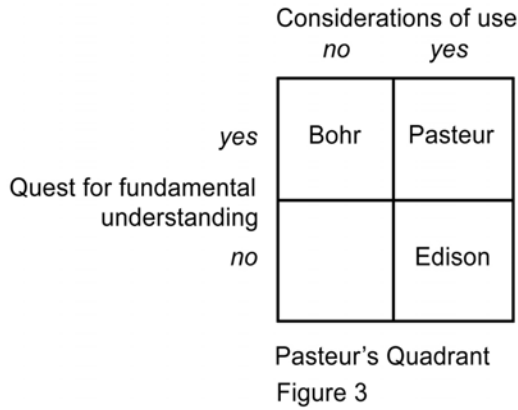 Considerations of use
no yes
yes Bohr Pasteur
Quest for fundamental
understanding
no Edison
Pasteur's Quadrant
Figure 3